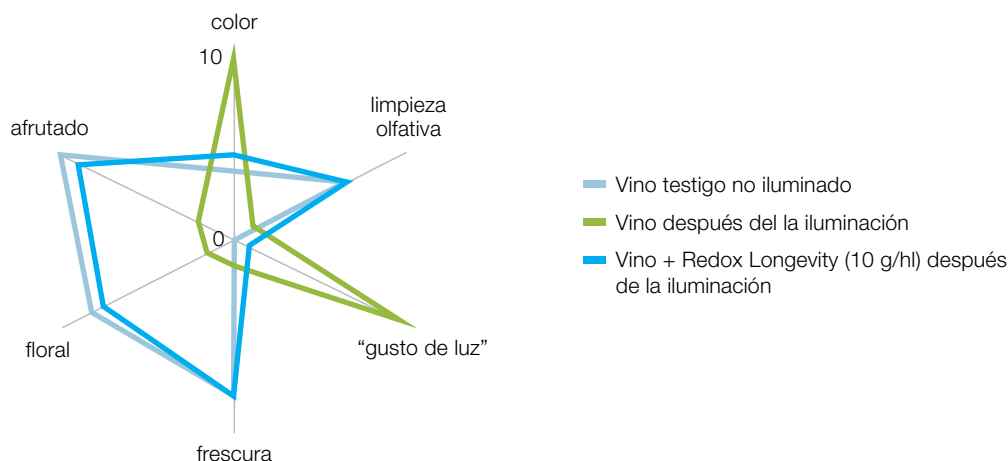 color
10
limpieza
olfativa
afrutado
0
floral
“gusto de luz”
frescura
Vino testigo no iluminado
Vino después del la iluminación
Vino + Redox Longevity (10 g/hl) después
de la iluminación